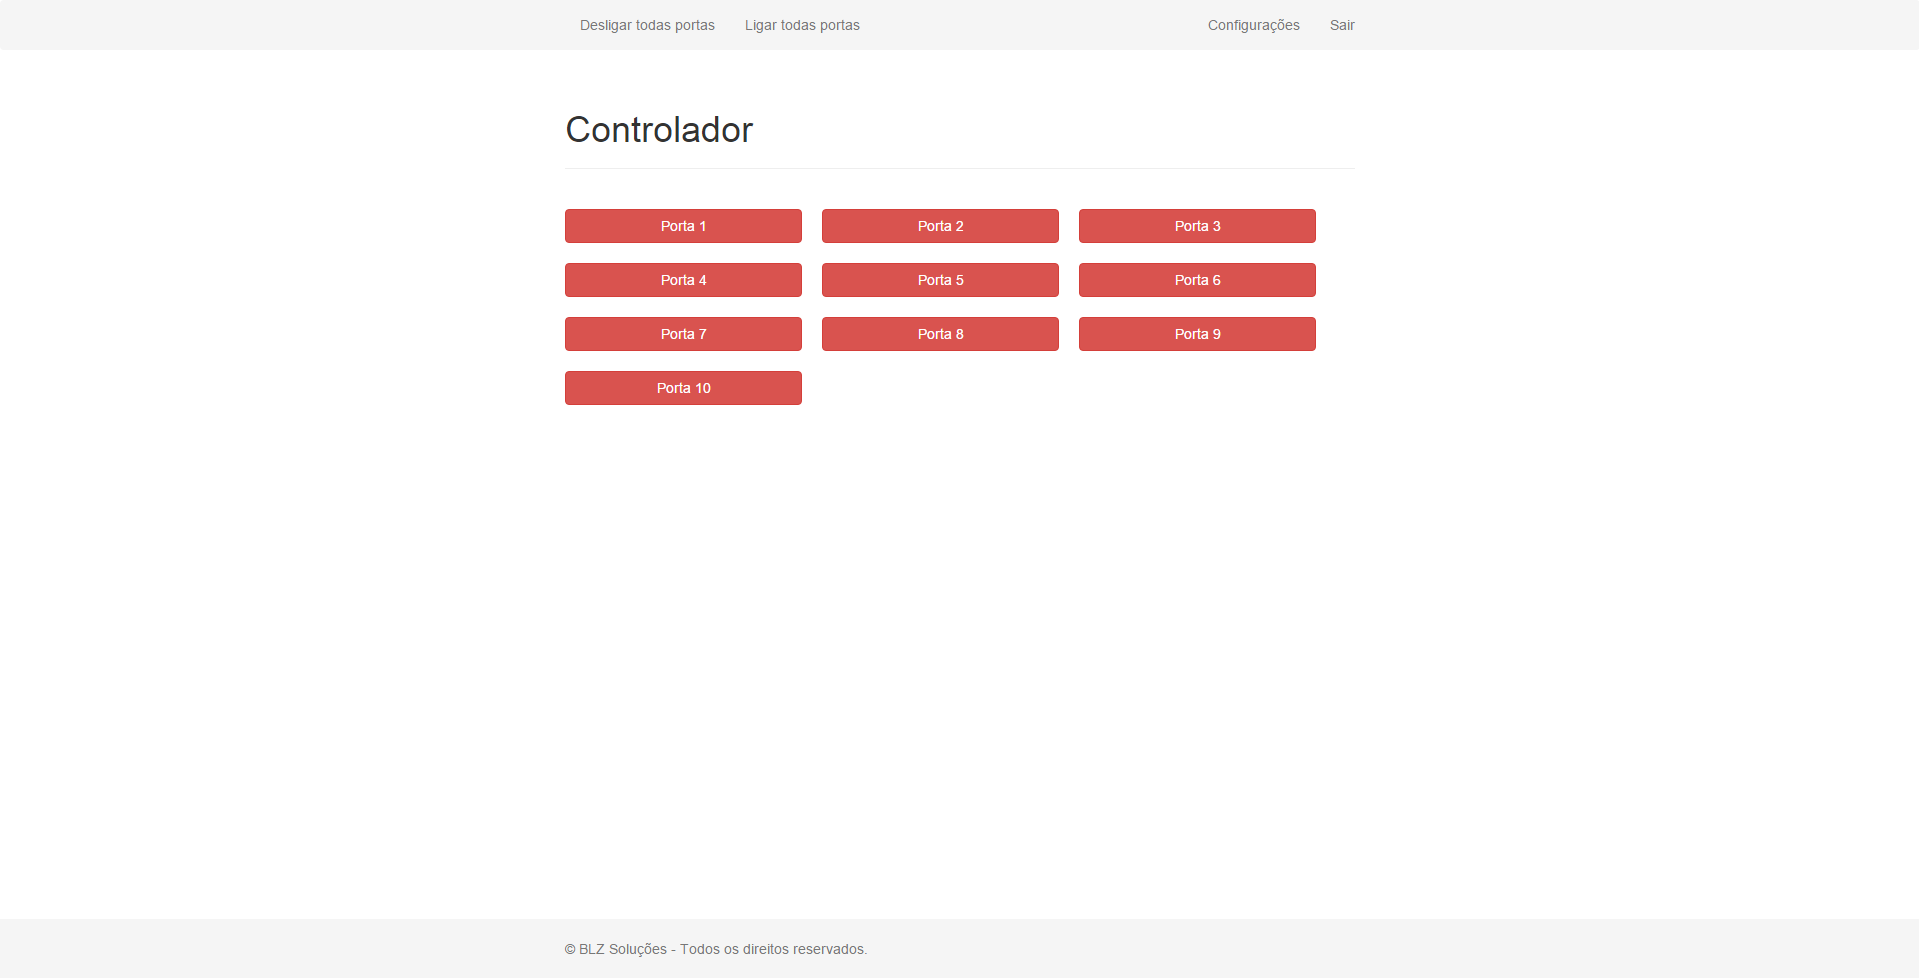 Desligar todas portas Ligar todas portas Configurações Sair
Controlador
Porta 1 Porta 2 Porta 3
Porta 4 Porta 5 Porta 6
Porta 7 Porta 8 Porta 9
Porta 10
© BLZ Soluções - Todos os direitos reservados.